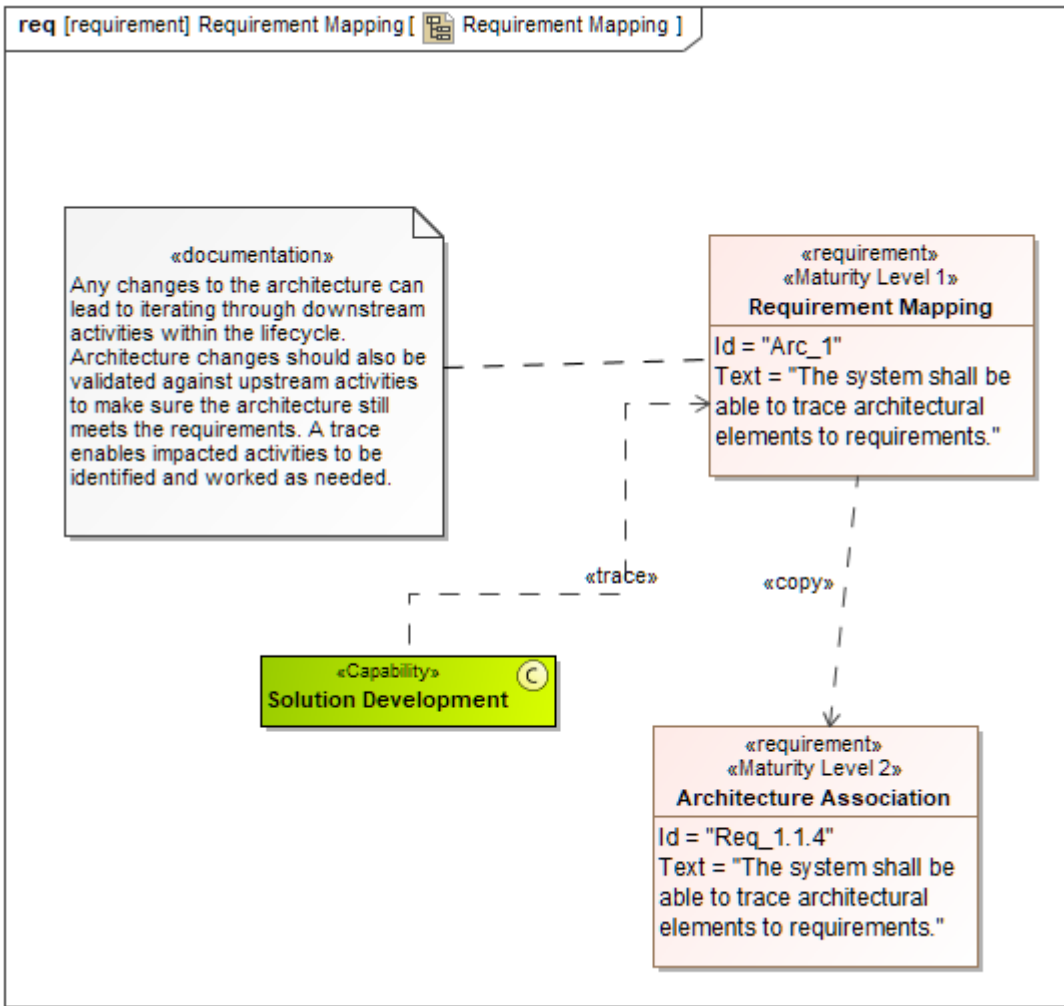 req [requirement] Requirement Mapping [ Requirement Mapping ]
«documentation»
Any changes to the architecture can
lead to iterating through downstream
activities within the lifecycle.
Architecture changes should also be
validated against upstream activities
to make sure the architecture still
meets the requirements. A trace
enables impacted activities to be
identified and worked as needed.
«requirement»
«Maturity Level 1»
Requirement Mapping
Id = "Arc_1"
Text = "The system shall be
able to trace architectural
elements to requirements."
«trace»
«copy»
«Capability»
C
Solution Development
«requirement»
«Maturity Level 2»
Architecture Association
Id = "Req_1.1.4"
Text = "The system shall be
able to trace architectural
elements to requirements."